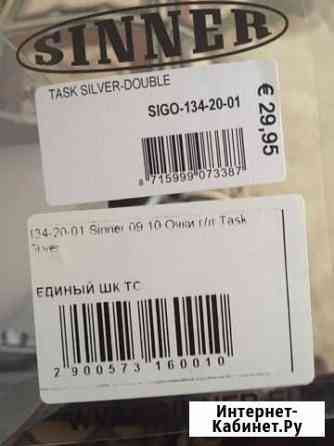 SINNER
TASK SILVER-DOUBLE
SIGO-134-20-01
€ 29,95
8 715999 073387
134-20-01 Sinner 09 10 Очки г/л Task
Silver
ЕДИНЫЙ ШК ТС
2 900573 160010
Интернет-
Кабинет.Ру